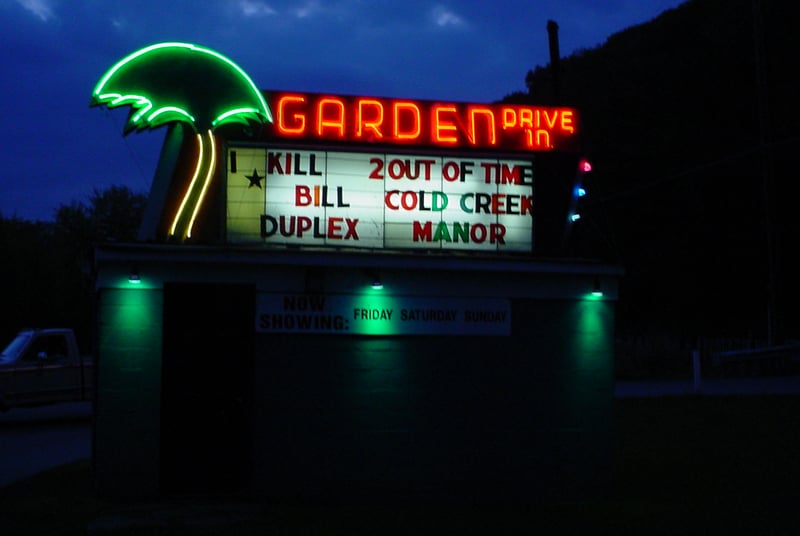 GARDEN DRIVE
IN
1 ★ KILL 2 OUT OF TIME
BILL COLD CREEK
DUPLEX MANOR
NOW
SHOWING: FRIDAY SATURDAY SUNDAY